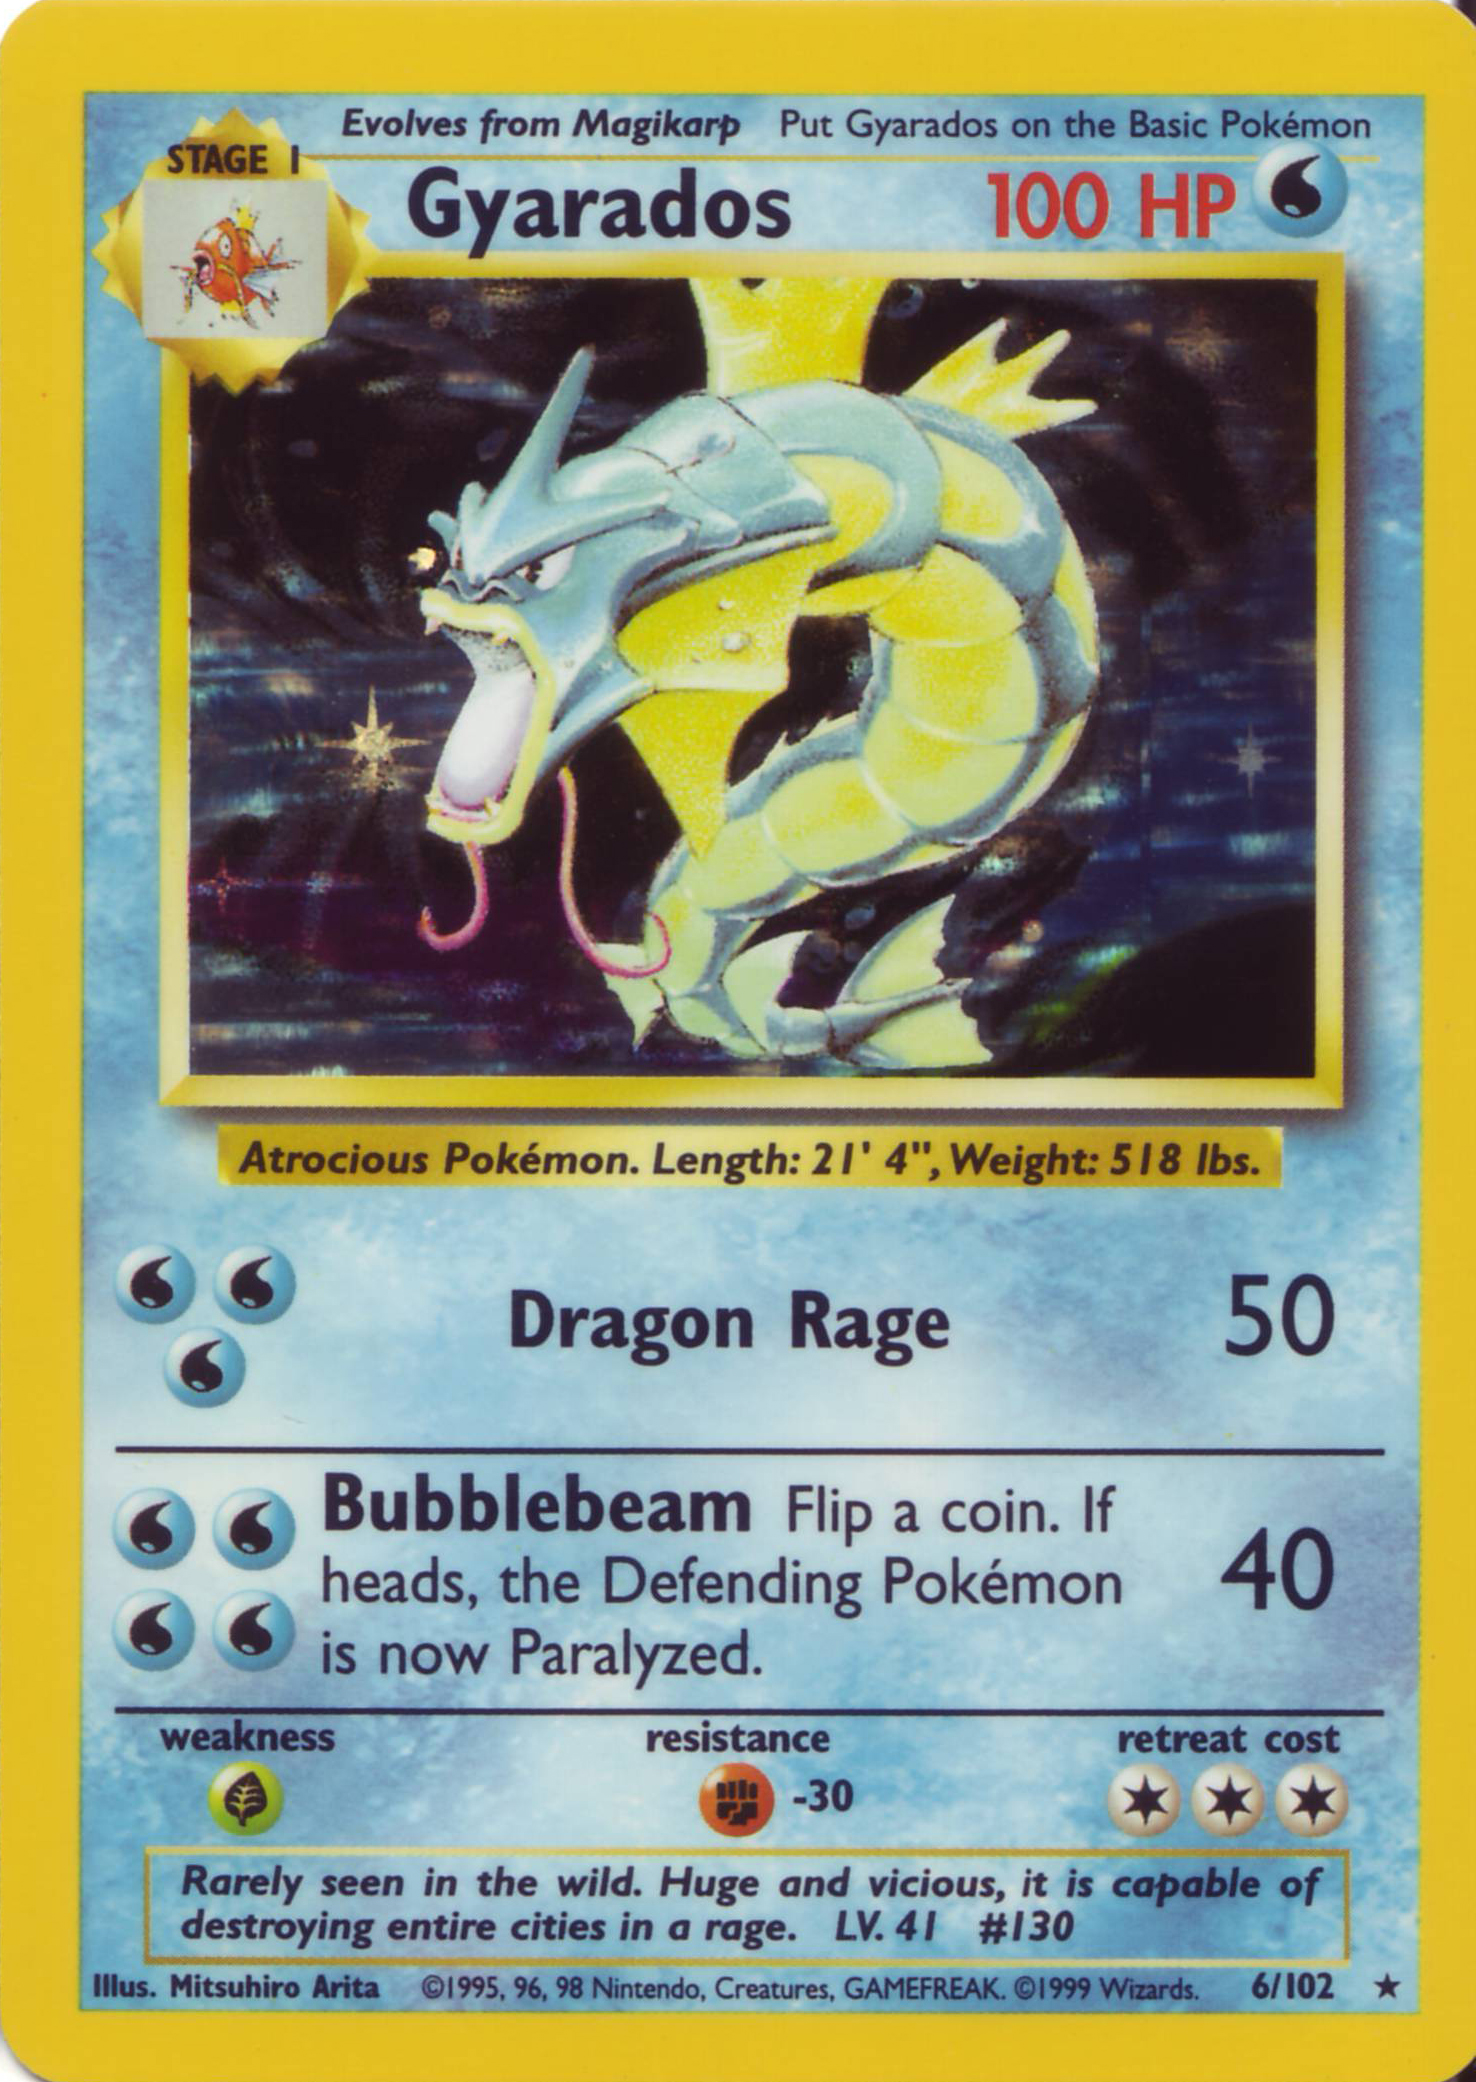 Evolves from Magikarp Put Gyarados on the Basic Pokémon
STAGE 1
Gyarados 100 HP
Atrocious Pokémon. Length: 21' 4", Weight: 518 lbs.
Dragon Rage 50
Bubblebeam Flip a coin. If
heads, the Defending Pokémon
is now Paralyzed.
40
weakness resistance retreat cost
-30
Rarely seen in the wild. Huge and vicious, it is capable of
destroying entire cities in a rage. LV. 41 #130
Illus. Mitsuhiro Arita ©1995, 96, 98 Nintendo, Creatures, GAMEFREAK. ©1999 Wizards. 6/102 ★